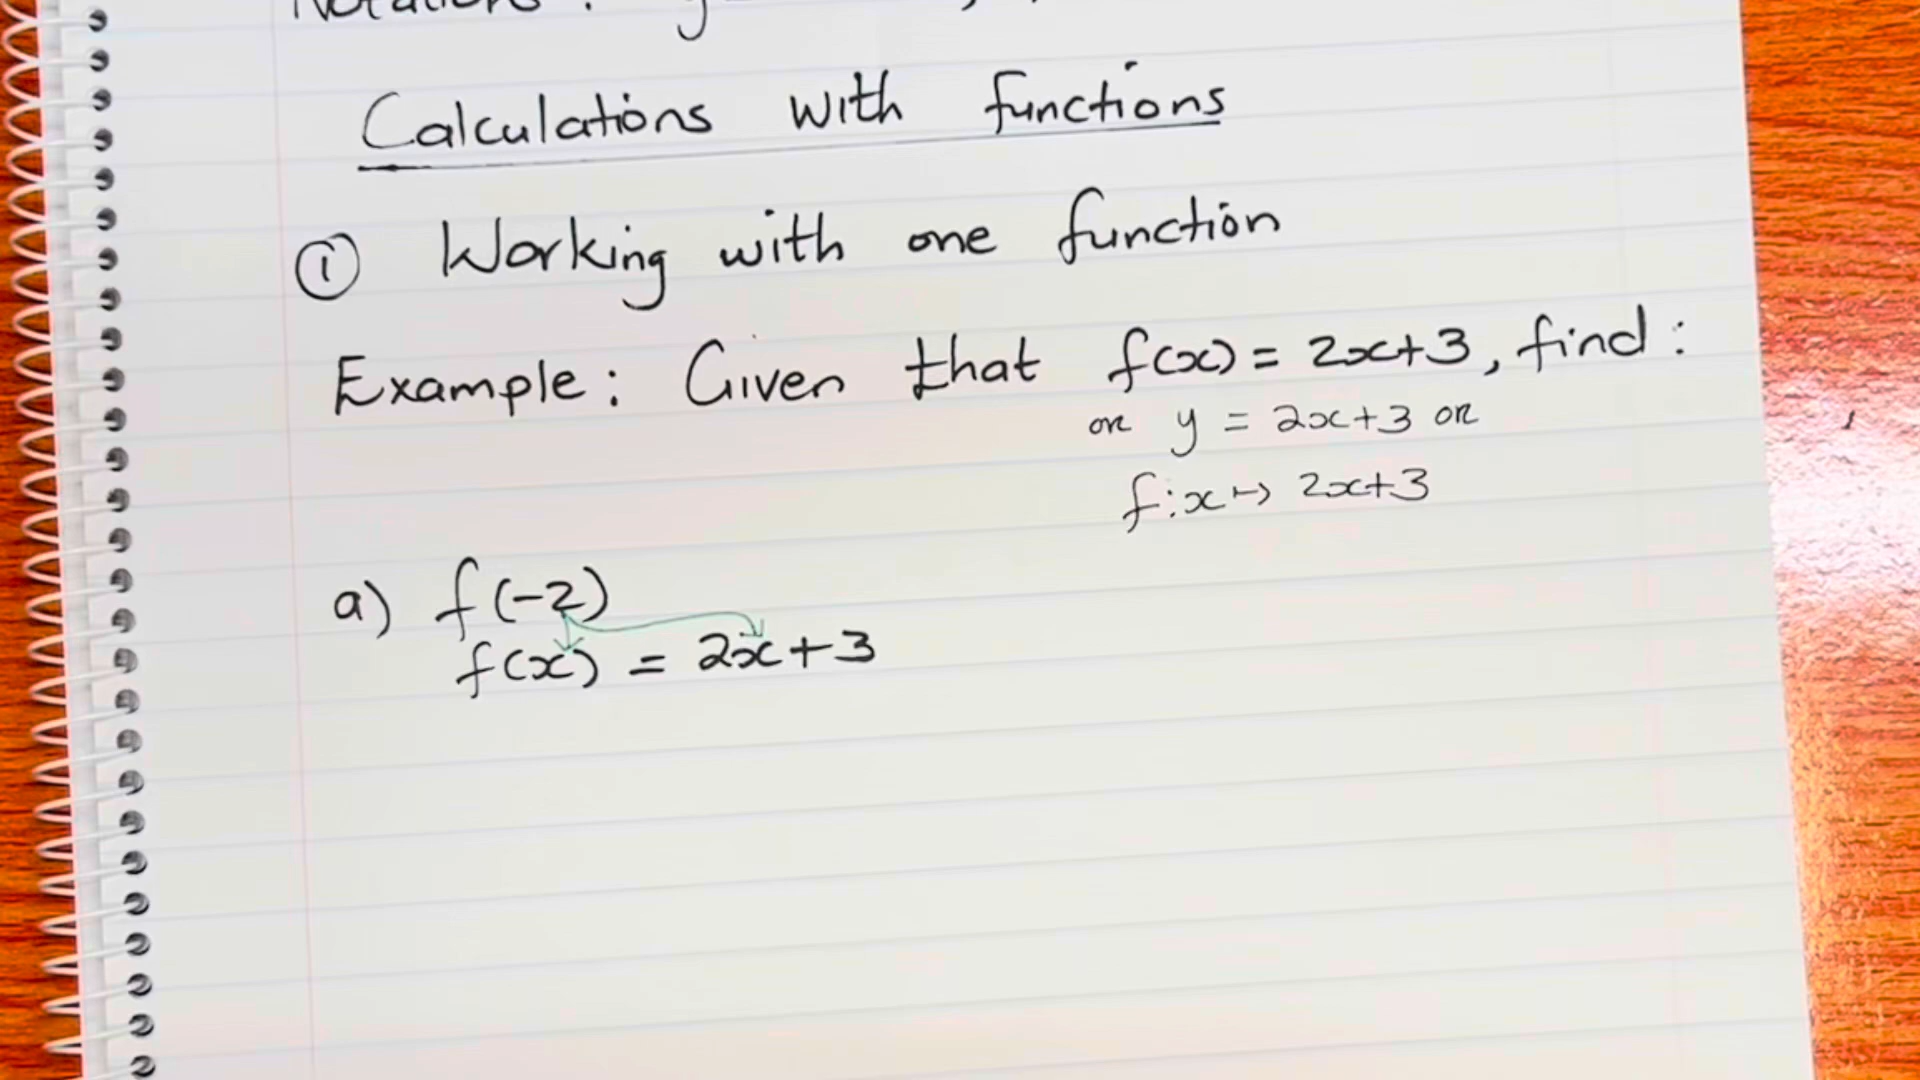 Notations : y
Calculations with functions
① Working with one function
Example: Given that f(x) = 2x+3, find :
or y = 2x+3 or
f:x ↦ 2x+3
a) f(-2)
f(x) = 2x+3